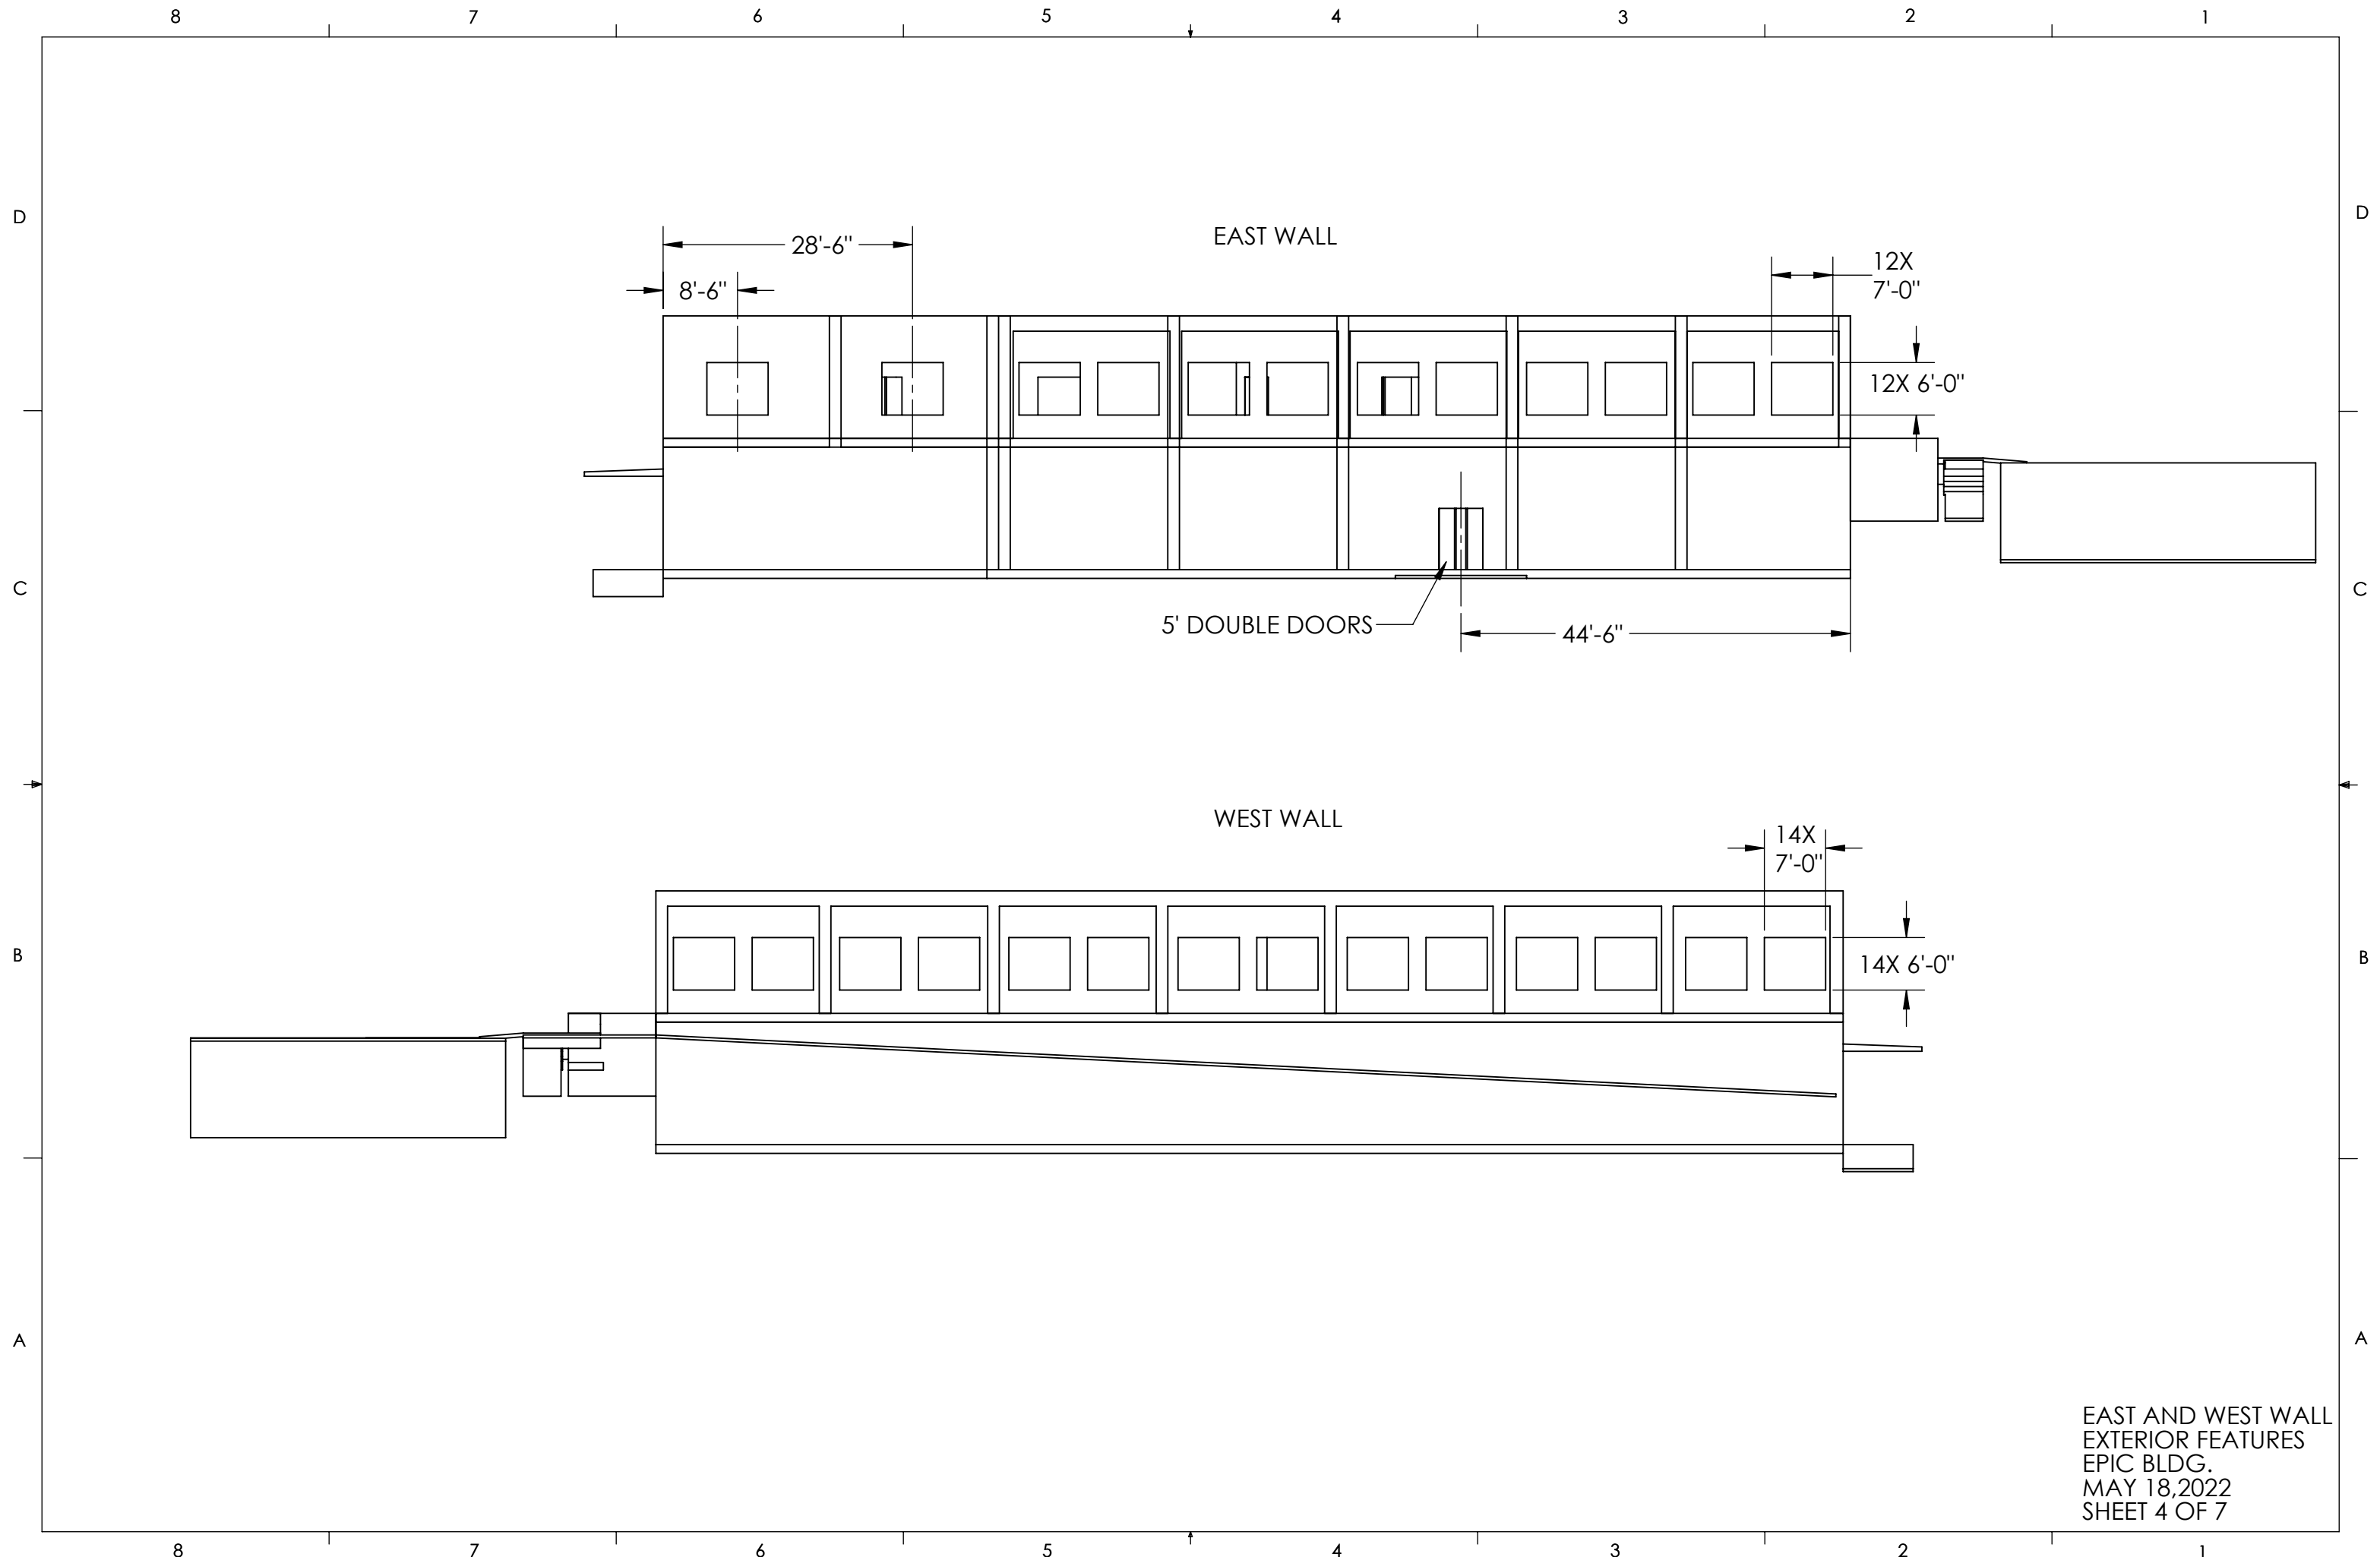 8 7 6 5 4 3 2 1
D D
EAST WALL
28'-6"
8'-6"
12X
7'-0"
12X 6'-0"
C C
5' DOUBLE DOORS
44'-6"
WEST WALL
14X
7'-0"
14X 6'-0"
B B
A A
EAST AND WEST WALL
EXTERIOR FEATURES
EPIC BLDG.
MAY 18,2022
SHEET 4 OF 7
8 7 6 5 4 3 2 1